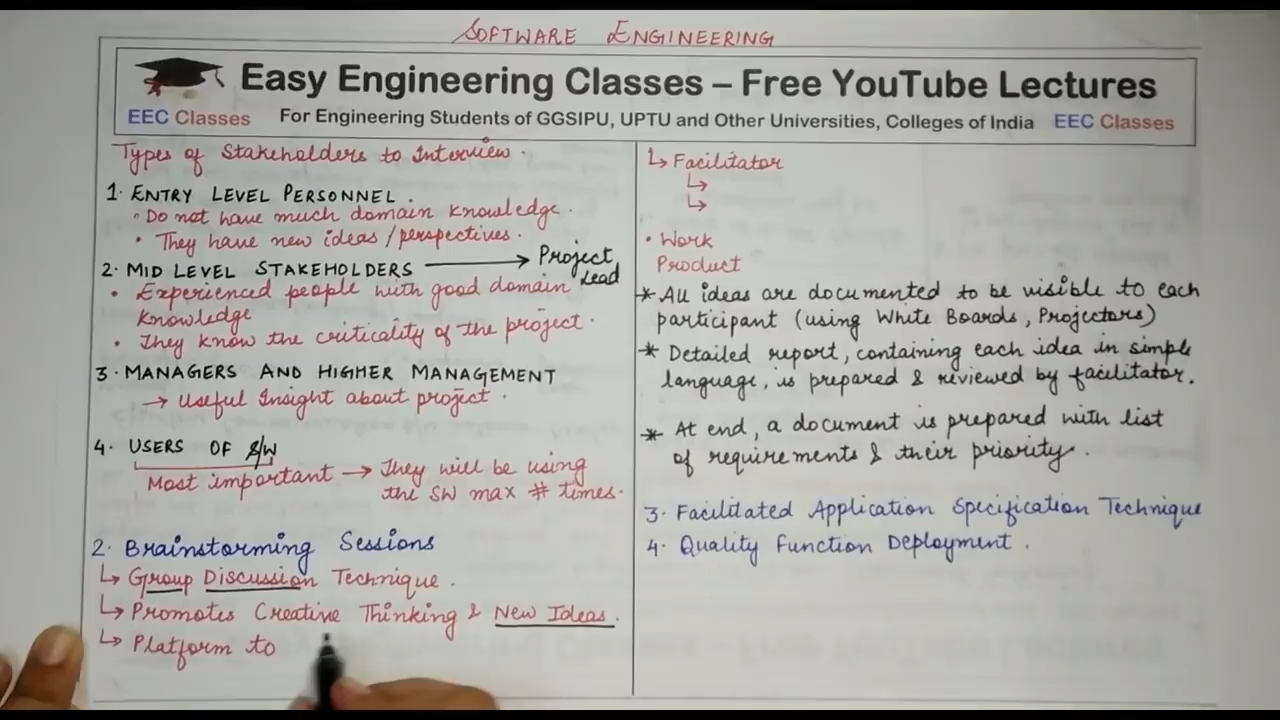 SOFTWARE ENGINEERING
Easy Engineering Classes – Free YouTube Lectures
EEC Classes For Engineering Students of GGSIPU, UPTU and Other Universities, Colleges of India EEC Classes
Types of Stakeholders to Interview.
1. ENTRY LEVEL PERSONNEL.
• Do not have much domain knowledge.
• They have new ideas/perspectives.
2. MID LEVEL STAKEHOLDERS → Project
Lead
• Experienced people with good domain
knowledge
• They know the criticality of the project.
3. MANAGERS AND HIGHER MANAGEMENT
→ Useful Insight about project.
4. USERS OF S/W
Most important → They will be using
the SW max # times.
2. Brainstorming Sessions
↳ Group Discussion Technique.
↳ Promotes Creative Thinking & New Ideas.
↳ Platform to
↳ Facilitator
↳
↳
• Work
Product
* All ideas are documented to be visible to each
participant (using White Boards, Projectors)
* Detailed report, containing each idea in simple
language, is prepared & reviewed by facilitator.
* At end, a document is prepared with list
of requirements & their priority.
3. Facilitated Application Specification Technique
4. Quality Function Deployment.